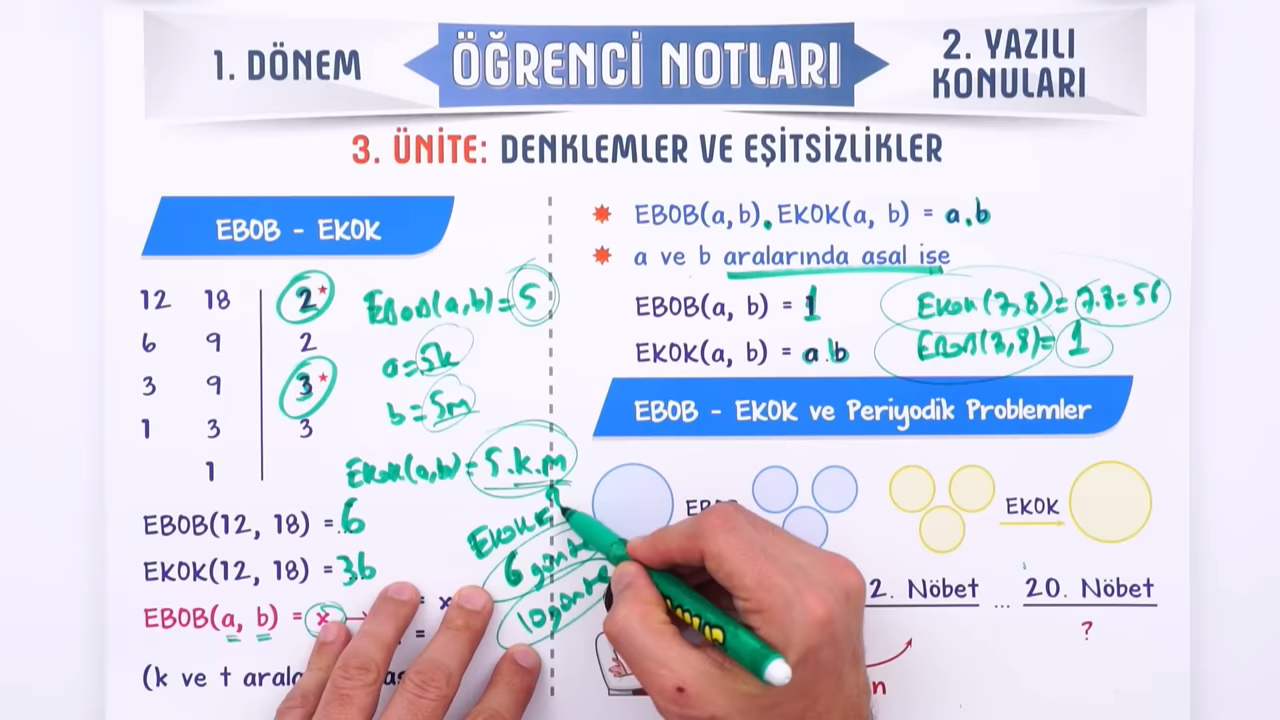 1. DÖNEM
ÖĞRENCİ NOTLARI
2. YAZILI
KONULARI
3. ÜNİTE: DENKLEMLER VE EŞİTSİZLİKLER
EBOB - EKOK
12 18 2*
6 9 2
3 9 3*
1 3 3
1
EBOB(a,b)=5
a=5k
b=5m
EKOK(a,b)=5.k.m
EKOK
6 günte
10günte
EBOB(12, 18) = 6
EKOK(12, 18) = 36
EBOB(a, b) = x
= x
=
(k ve t
EBOB(a, b) . EKOK(a, b) = a.b
a ve b aralarında asal ise
EBOB(a, b) = 1
EKOK(a, b) = a.b
EKOK(7,8)=7.8=56
EBOB(7,8)=1
EBOB - EKOK ve Periyodik Problemler
EKOK
2. Nöbet ... 20. Nöbet
?
n